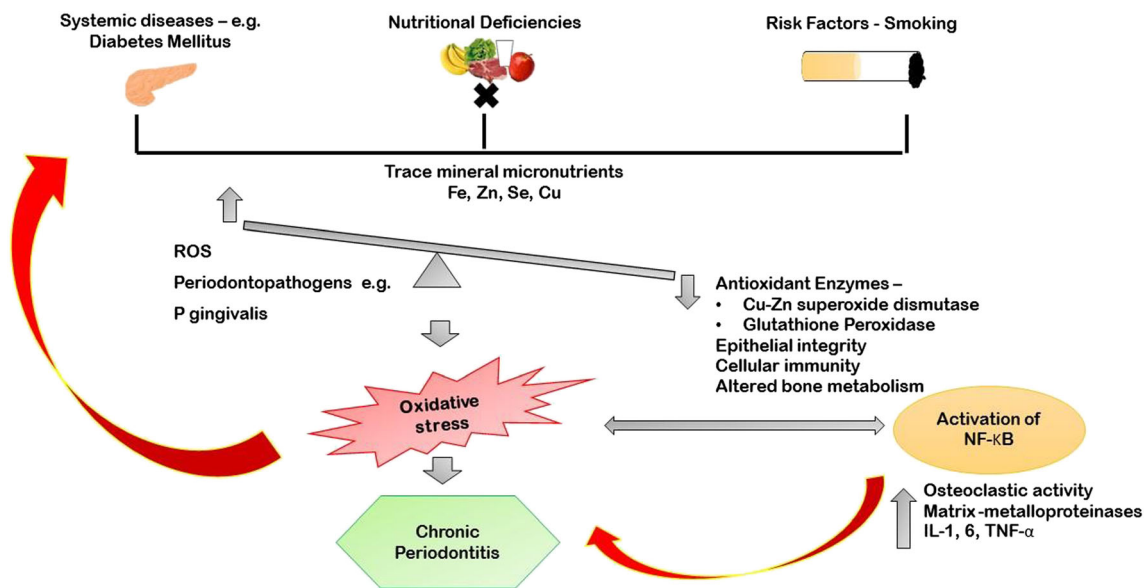 Systemic diseases – e.g.
Diabetes Mellitus
Nutritional Deficiencies
Risk Factors - Smoking
Trace mineral micronutrients
Fe, Zn, Se, Cu
ROS
Periodontopathogens e.g.
P gingivalis
Antioxidant Enzymes –
• Cu-Zn superoxide dismutase
• Glutathione Peroxidase
Epithelial integrity
Cellular immunity
Altered bone metabolism
Oxidative
stress
Activation of
NF-κB
Osteoclastic activity
Matrix-metalloproteinases
IL-1, 6, TNF-α
Chronic
Periodontitis